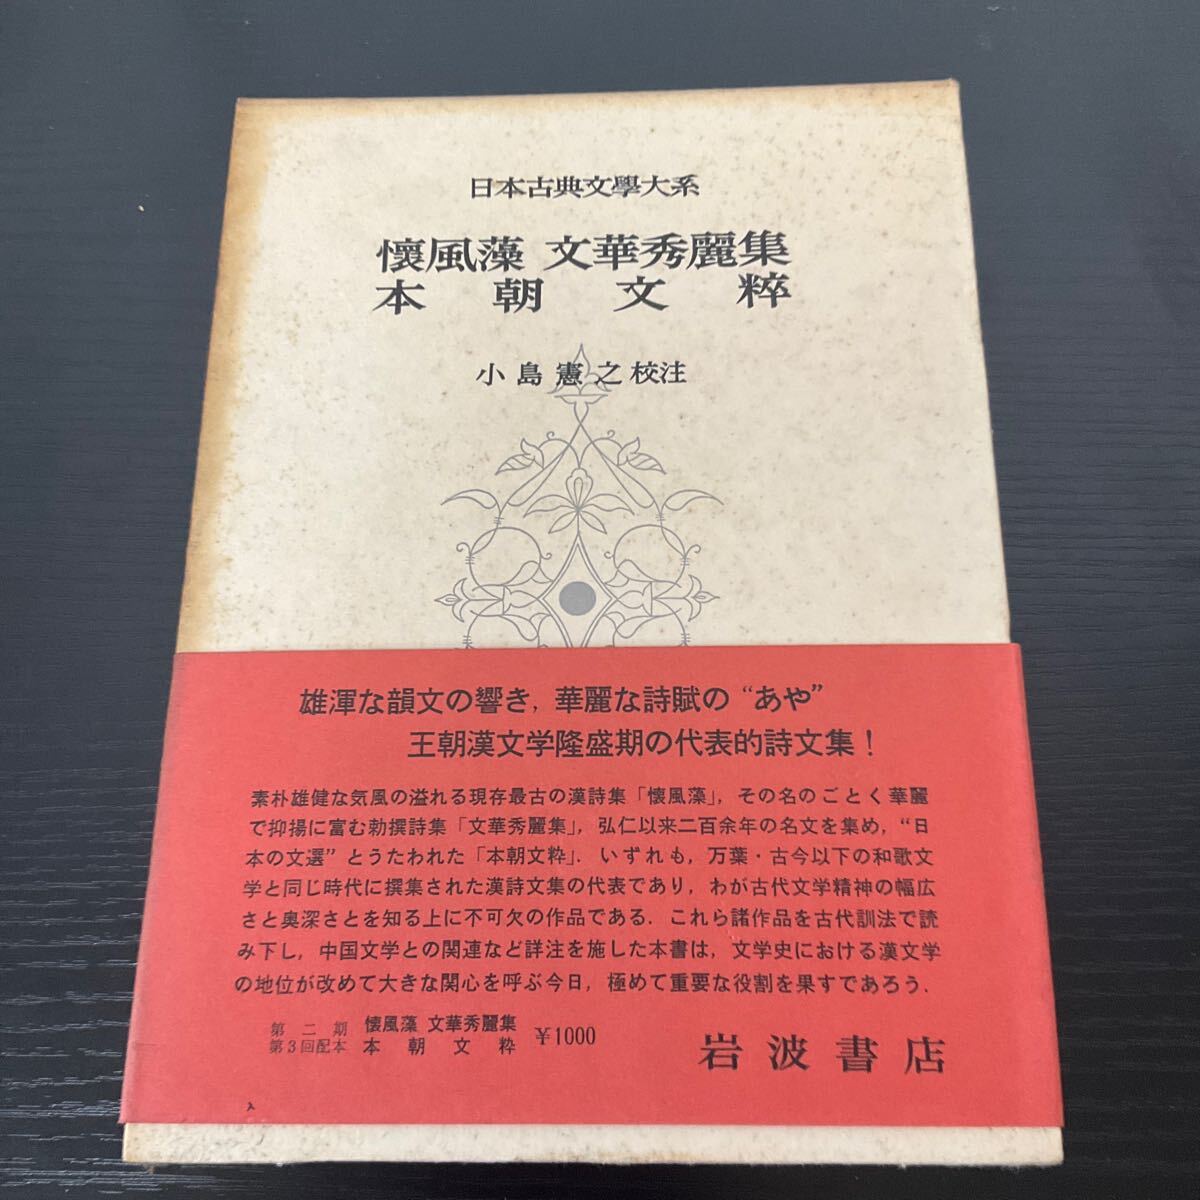 日本古典文學大系
懷風藻 文華秀麗集
本朝文粹
小島憲之校注
雄渾な韻文の響き，華麗な詩賦の“あや”
王朝漢文学隆盛期の代表的詩文集！
素朴雄健な気風の溢れる現存最古の漢詩集「懐風藻」，その名のごとく華麗
で抑揚に富む勅撰詩集「文華秀麗集」，弘仁以来二百余年の名文を集め，“日
本の文選”とうたわれた「本朝文粋」．いずれも，万葉・古今以下の和歌文
学と同じ時代に撰集された漢詩文集の代表であり，わが古代文学精神の幅広
さと奥深さとを知る上に不可欠の作品である．これら諸作品を古代訓法で読
み下し，中国文学との関連など詳注を施した本書は，文学史における漢文学
の地位が改めて大きな関心を呼ぶ今日，極めて重要な役割を果すであろう．
第二期 懐風藻 文華秀麗集
第3回配本 本朝文粋 ￥1000
岩波書店